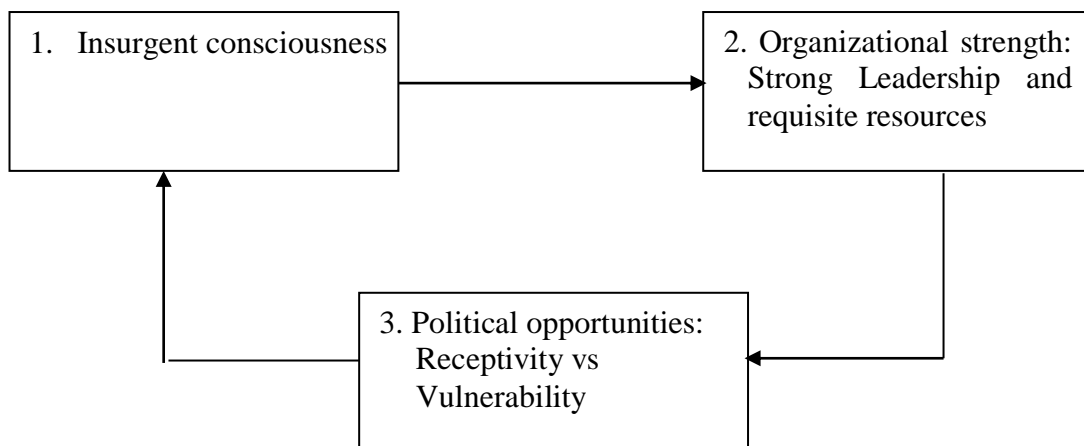 1. Insurgent consciousness
2. Organizational strength:
Strong Leadership and
requisite resources
3. Political opportunities:
Receptivity vs
Vulnerability